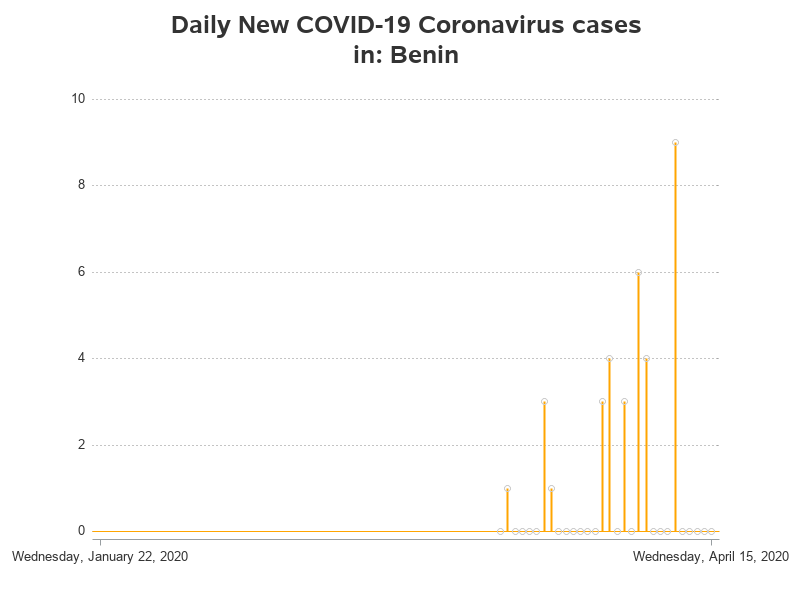 Daily New COVID-19 Coronavirus cases
in: Benin
10
8
6
4
2
0
Wednesday, January 22, 2020
Wednesday, April 15, 2020